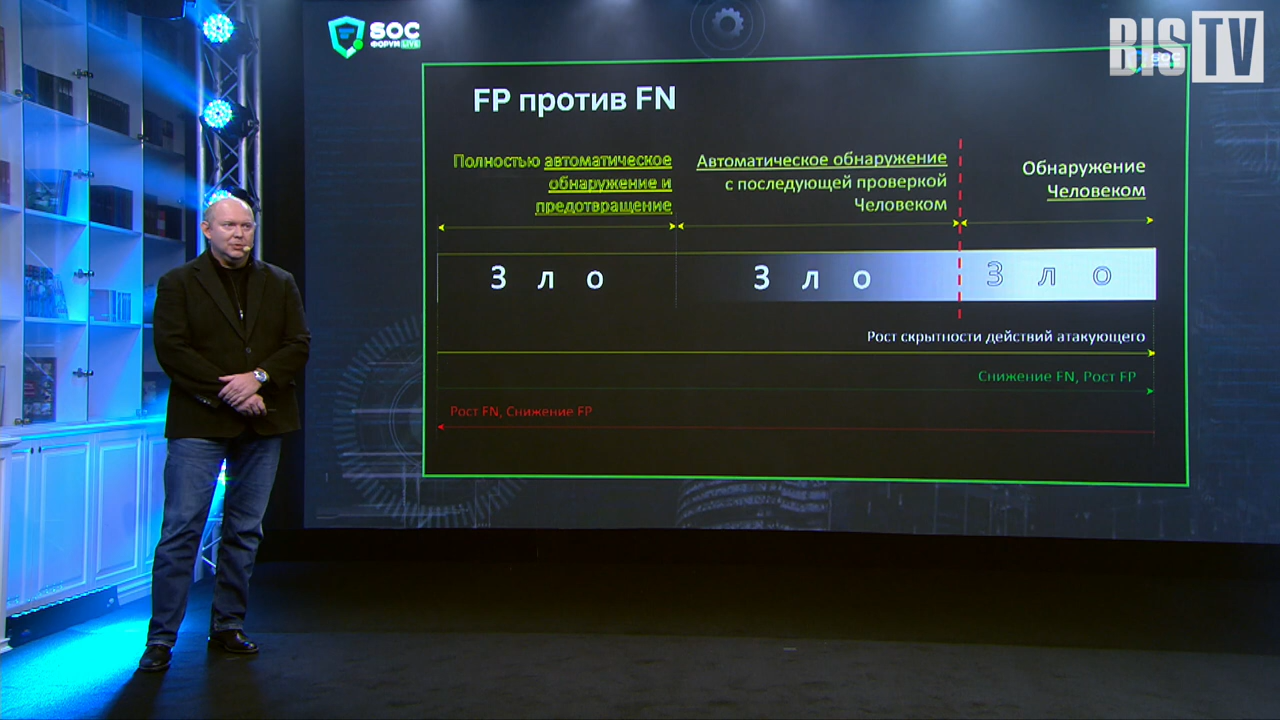 SOC
ФОРУМ LIVE
BIS TV
SOC
FP против FN
Полностью автоматическое
обнаружение и
предотвращение
Автоматическое обнаружение
с последующей проверкой
Человеком
Обнаружение
Человеком
З л о
З л о
З л о
Рост скрытности действий атакующего
Снижение FN, Рост FP
Рост FN, Снижение FP